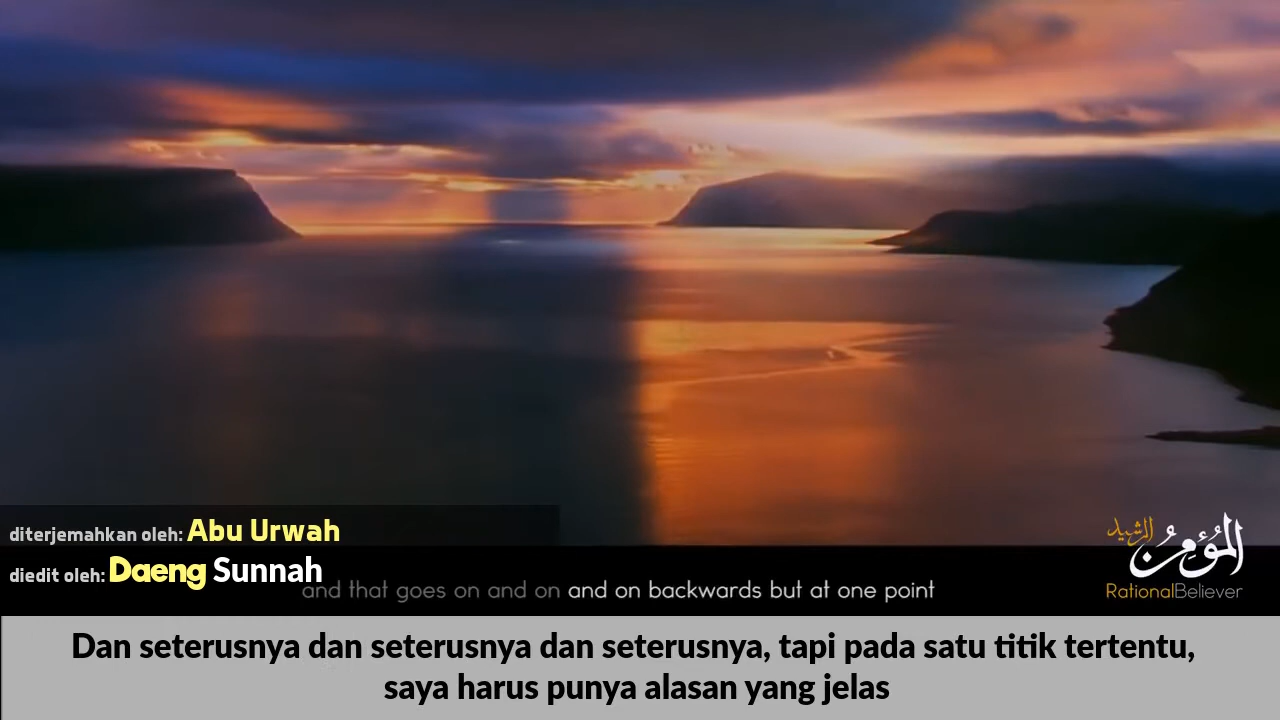 diterjemahkan oleh: Abu Urwah
diedit oleh: Daeng Sunnah
and that goes on and on and on backwards but at one point
المؤمن الرشيد
RationalBeliever
Dan seterusnya dan seterusnya dan seterusnya, tapi pada satu titik tertentu,
saya harus punya alasan yang jelas